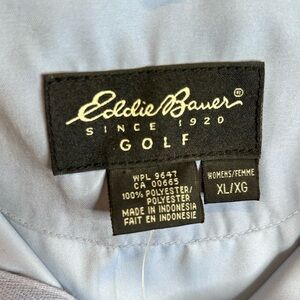 Eddie Bauer®
SINCE 1920
GOLF
WPL 9647
CA 00665
100% POLYESTER/
POLYESTER
MADE IN INDONESIA
FAIT EN INDONESIE
WOMENS/FEMME
XL/XG